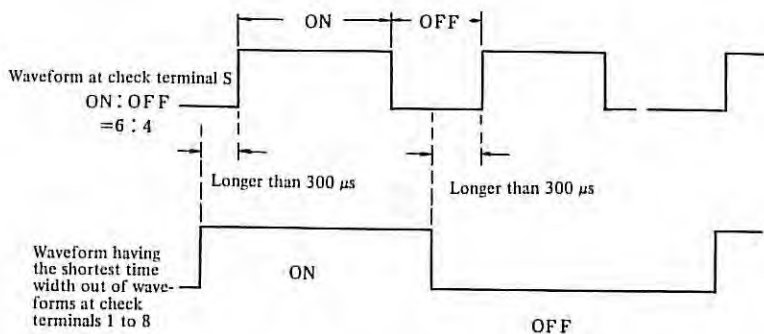 ON
OFF
Waveform at check terminal S
ON : OFF
=6 : 4
Longer than 300 μs
Longer than 300 μs
Waveform having
the shortest time
width out of wave-
forms at check
terminals 1 to 8
ON
OFF